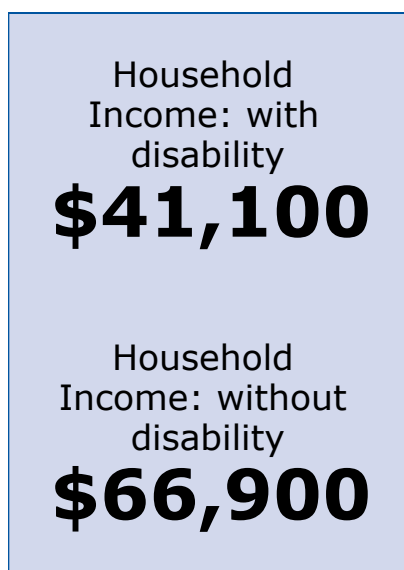 Household
Income: with
disability
$41,100
Household
Income: without
disability
$66,900